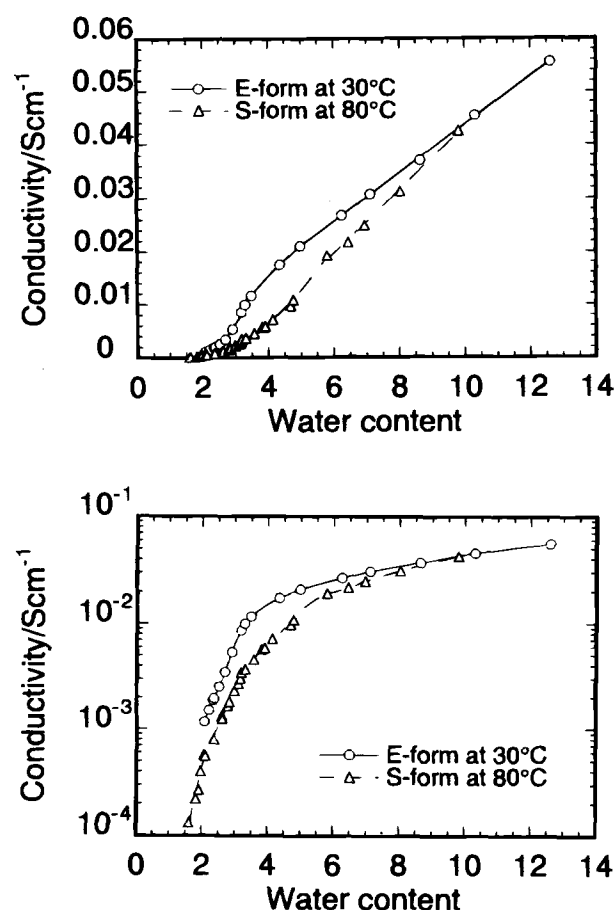 0.06
0.05
0.04
0.03
0.02
0.01
0
Conductivity/Scm⁻¹
E-form at 30°C
S-form at 80°C
0 2 4 6 8 10 12 14
Water content
10⁻¹
10⁻²
10⁻³
10⁻⁴
Conductivity/Scm⁻¹
E-form at 30°C
S-form at 80°C
0 2 4 6 8 10 12 14
Water content